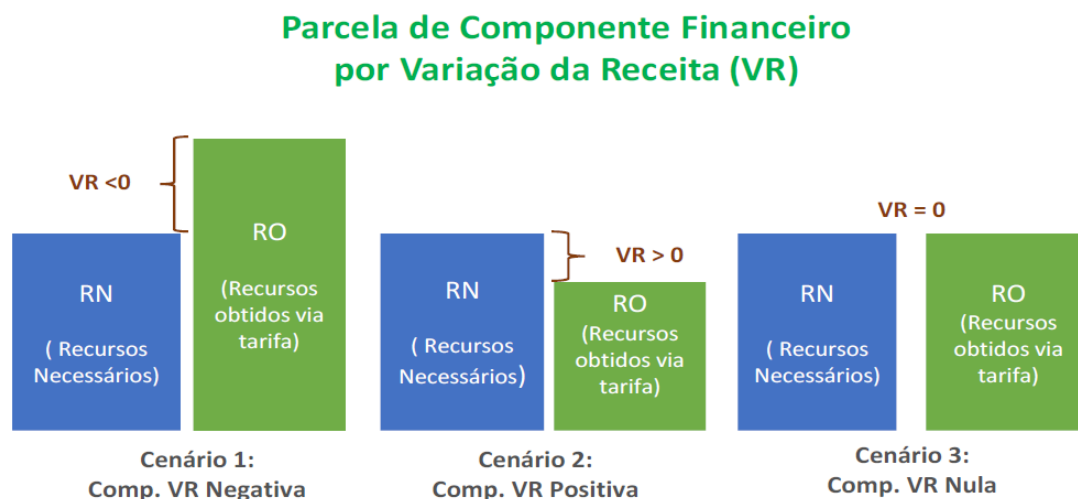 Parcela de Componente Financeiro
por Variação da Receita (VR)
VR <0
RN
( Recursos
Necessários)
RO
(Recursos
obtidos via
tarifa)
Cenário 1:
Comp. VR Negativa
RN
( Recursos
Necessários)
VR > 0
RO
(Recursos
obtidos via
tarifa)
Cenário 2:
Comp. VR Positiva
VR = 0
RN
( Recursos
Necessários)
RO
(Recursos
obtidos via
tarifa)
Cenário 3:
Comp. VR Nula